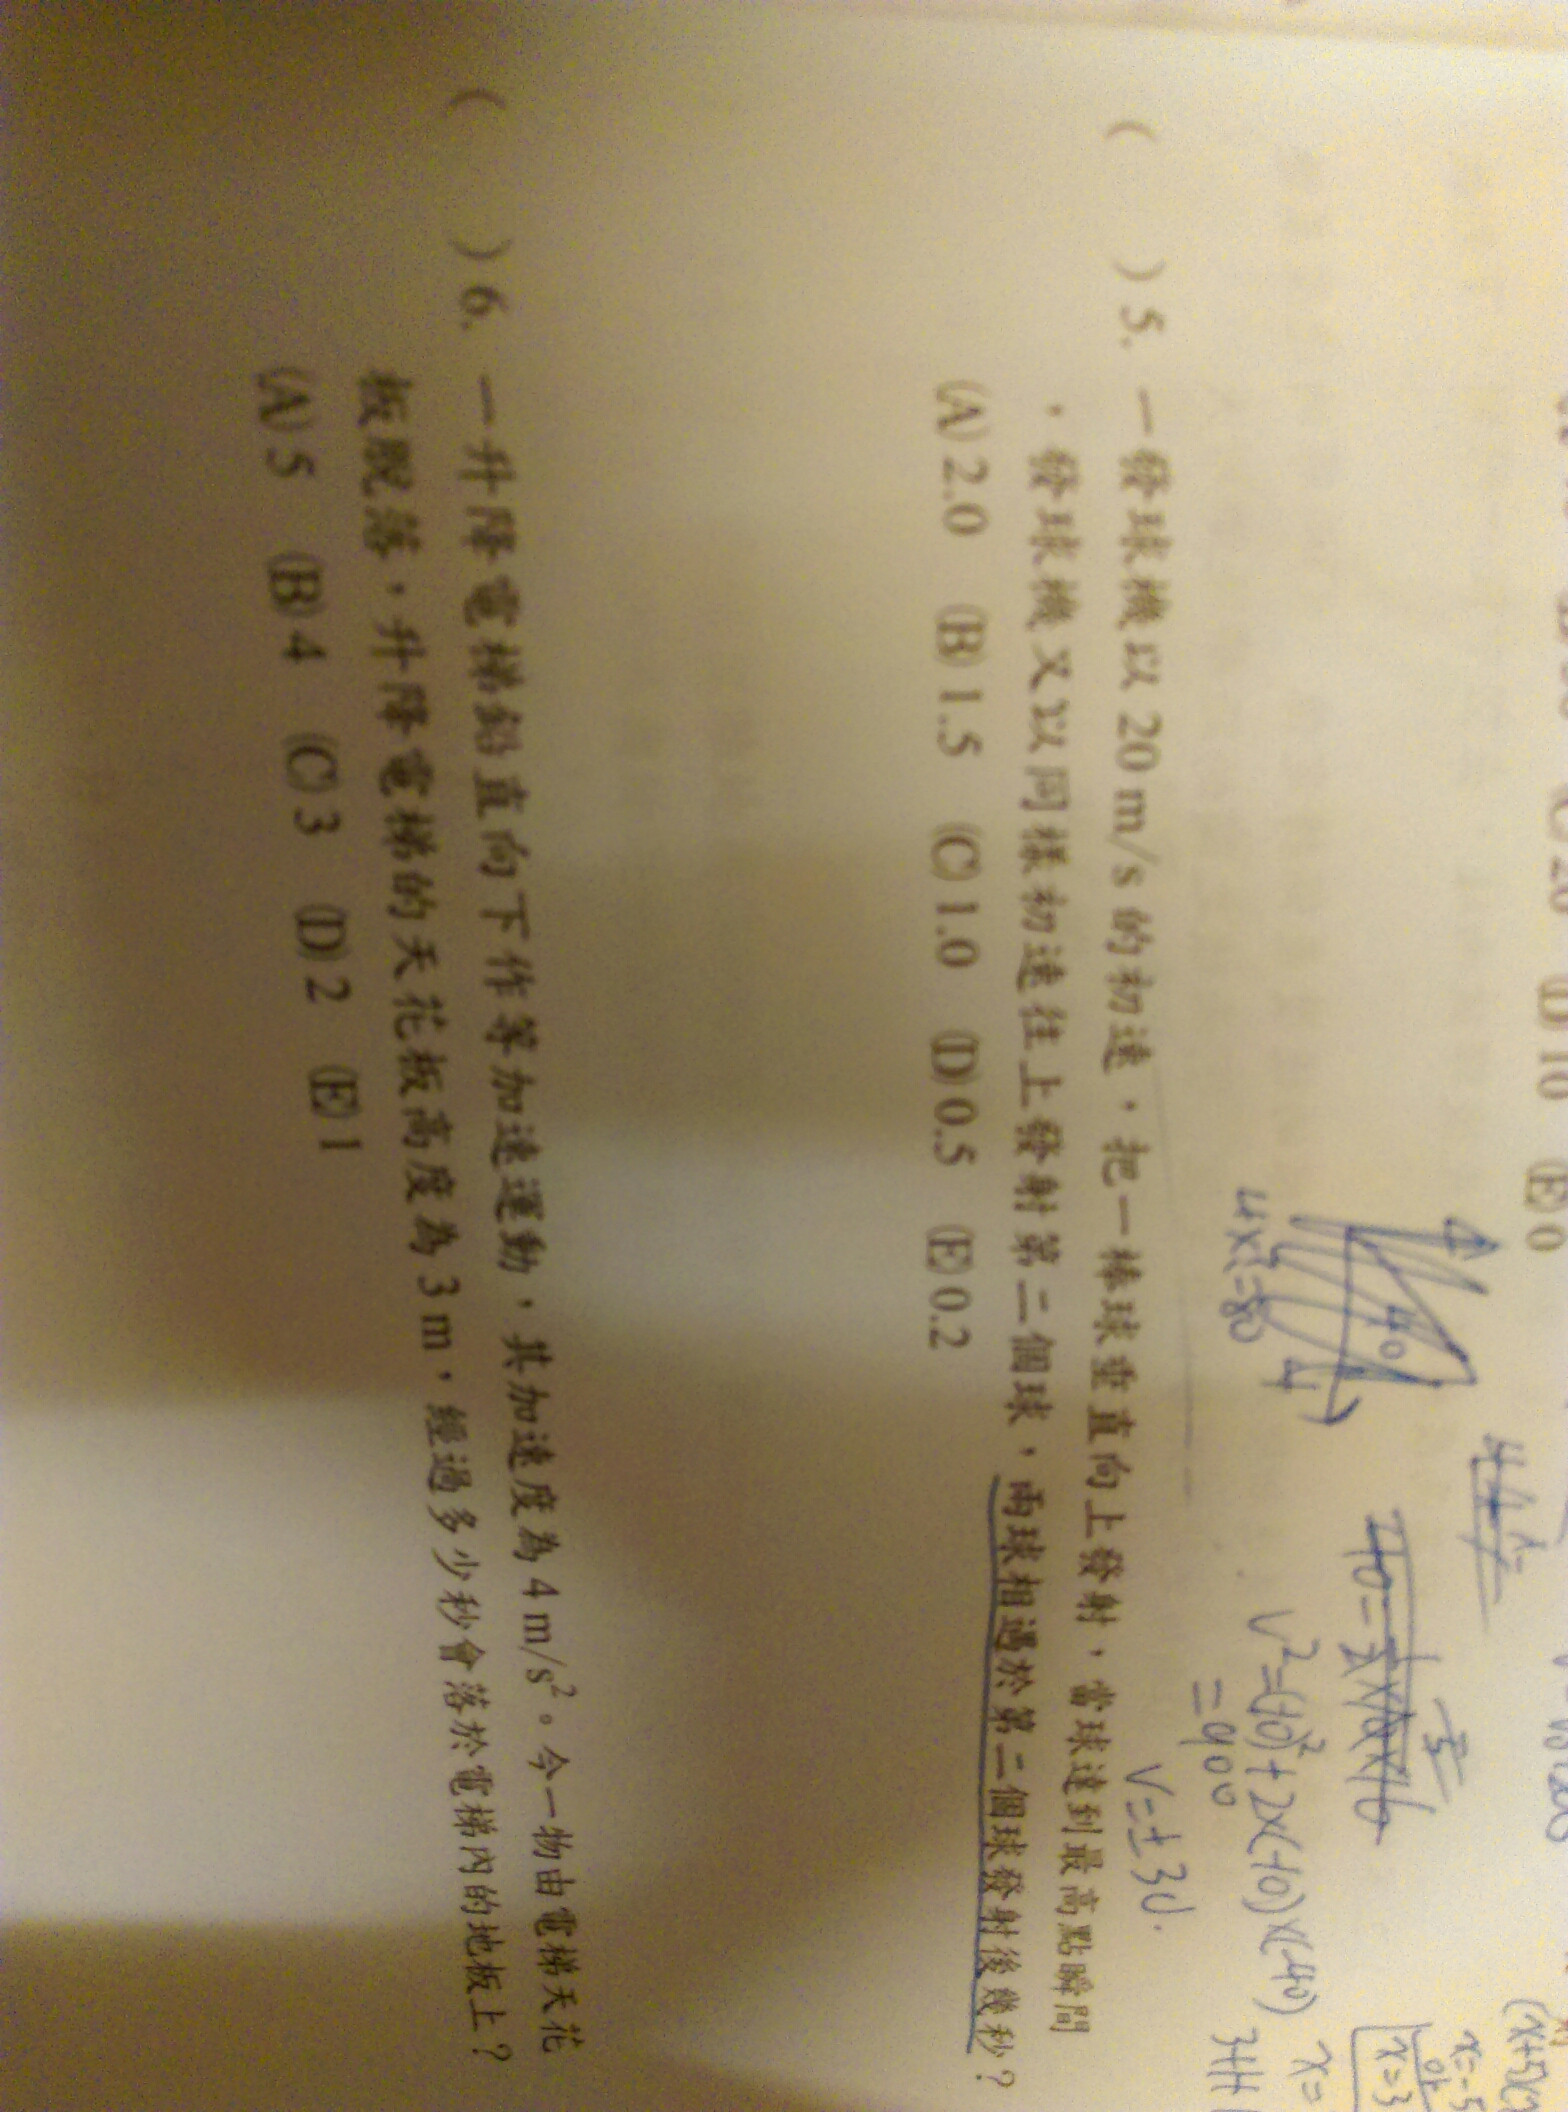 (C) 20 (D) 10 (E) 0
40
4
4x²=80
V²=(10)²+2x(-10)x(-40)
=900
V=±30.
x=-5
or
x=3
x=
( ) 5. 一發球機以 20 m/s 的初速，把一棒球垂直向上發射，當球達到最高點瞬間
，發球機又以同樣初速往上發射第二個球，兩球相遇於第二個球發射後幾秒？
(A) 2.0 (B) 1.5 (C) 1.0 (D) 0.5 (E) 0.2
( ) 6. 一升降電梯鉛直向下作等加速運動，其加速度為 4 m/s²。今一物由電梯天花
板脫落，升降電梯的天花板高度為 3 m，經過多少秒會落於電梯內的地板上？
(A) 5 (B) 4 (C) 3 (D) 2 (E) 1